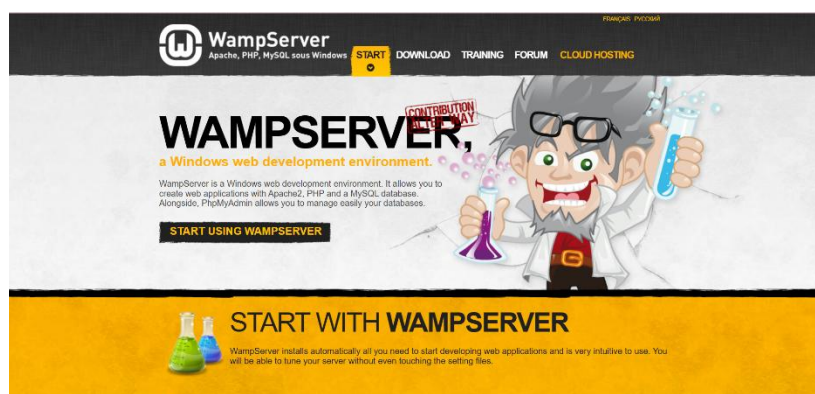 FRANÇAIS РУССКИЙ
WampServer
Apache, PHP, MySQL sous Windows
START DOWNLOAD TRAINING FORUM CLOUD HOSTING
CONTRIBUTION
ALTER WAY
WAMPSERVER,
a Windows web development environment.
WampServer is a Windows web development environment. It allows you to
create web applications with Apache2, PHP and a MySQL database.
Alongside, PhpMyAdmin allows you to manage easily your databases.
START USING WAMPSERVER
START WITH WAMPSERVER
WampServer installs automatically all you need to start developing web applications and is very intuitive to use. You
will be able to tune your server without even touching the setting files.